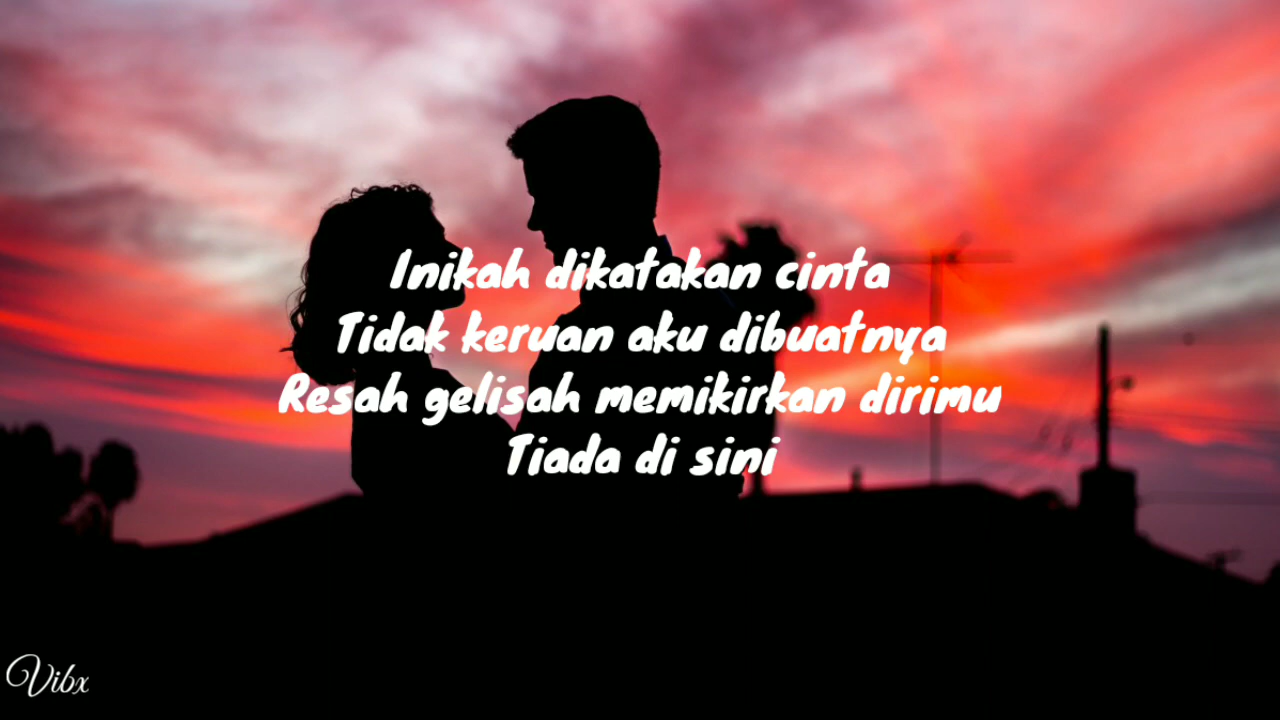 Inikah dikatakan cinta
Tidak keruan aku dibuatnya
Resah gelisah memikirkan dirimu
Tiada di sini
Vibx